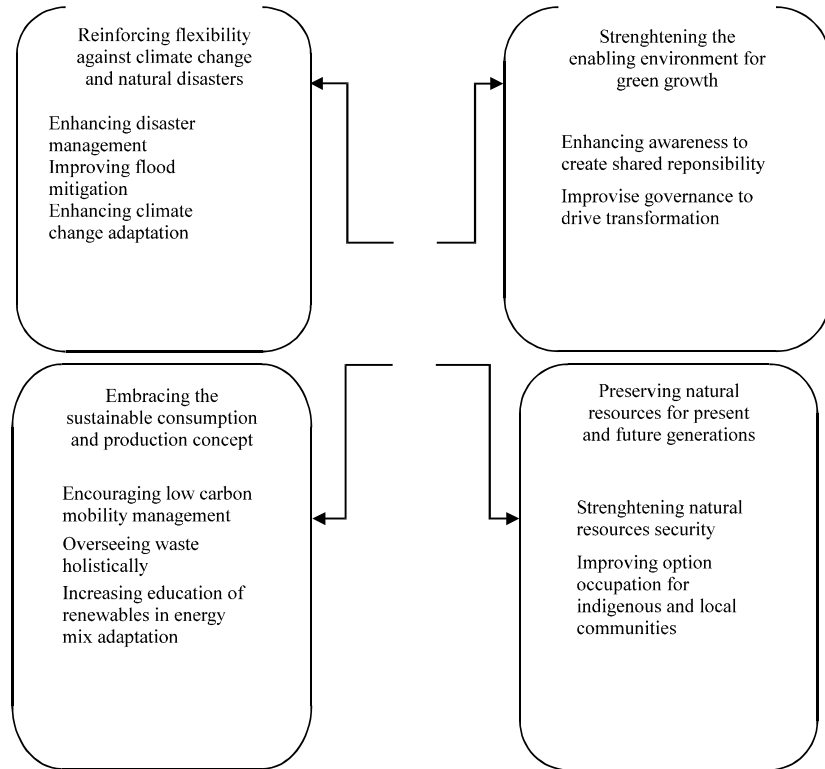 Reinforcing flexibility
against climate change
and natural disasters
Enhancing disaster
management
Improving flood
mitigation
Enhancing climate
change adaptation
Strenghtening the
enabling environment for
green growth
Enhancing awareness to
create shared reponsibility
Improvise governance to
drive transformation
Embracing the
sustainable consumption
and production concept
Encouraging low carbon
mobility management
Overseeing waste
holistically
Increasing education of
renewables in energy
mix adaptation
Preserving natural
resources for present
and future generations
Strenghtening natural
resources security
Improving option
occupation for
indigenous and local
communities